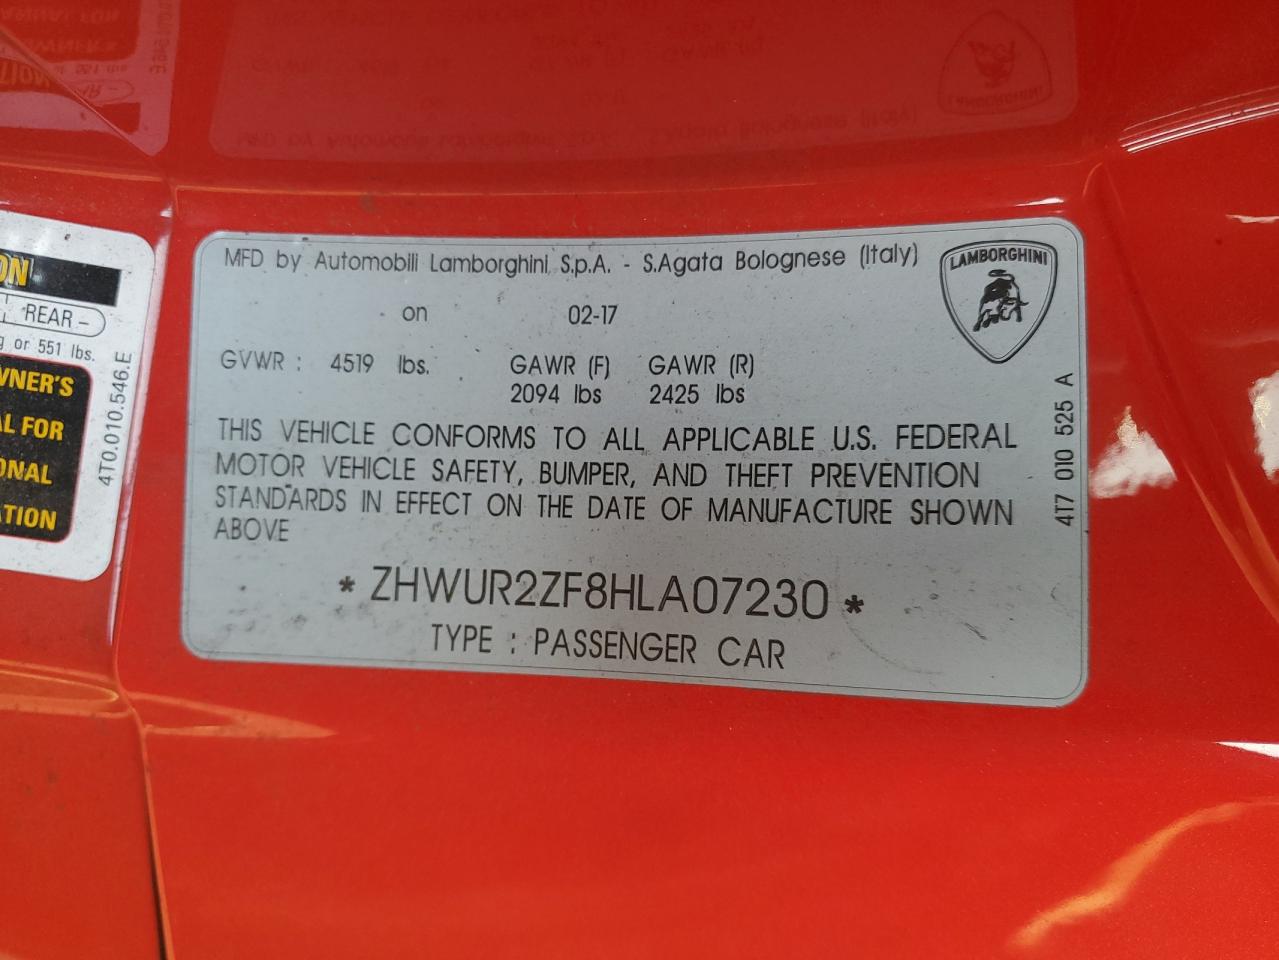 MFD by Automobili Lamborghini S.p.A. - S.Agata Bolognese (Italy)
LAMBORGHINI
on 02-17
GVWR : 4519 lbs. GAWR (F) GAWR (R)
2094 lbs 2425 lbs
THIS VEHICLE CONFORMS TO ALL APPLICABLE U.S. FEDERAL
MOTOR VEHICLE SAFETY, BUMPER, AND THEFT PREVENTION
STANDARDS IN EFFECT ON THE DATE OF MANUFACTURE SHOWN
ABOVE
* ZHWUR2ZF8HLA07230 *
TYPE : PASSENGER CAR
4T7 010 525 A
REAR
or 551 lbs.
4T0.010.546.E